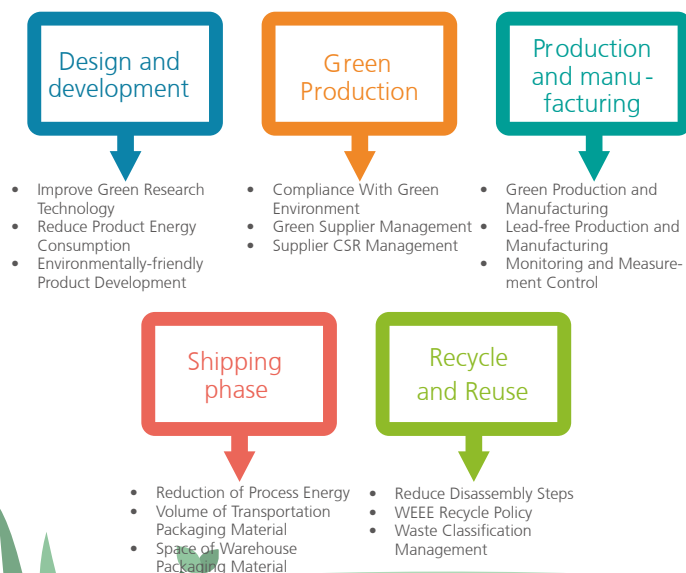 Design and
development
Green
Production
Production
and manu-
facturing
• Improve Green Research
Technology
• Reduce Product Energy
Consumption
• Environmentally-friendly
Product Development
• Compliance With Green
Environment
• Green Supplier Management
• Supplier CSR Management
• Green Production and
Manufacturing
• Lead-free Production and
Manufacturing
• Monitoring and Measure-
ment Control
Shipping
phase
Recycle
and Reuse
• Reduction of Process Energy
• Volume of Transportation
Packaging Material
• Space of Warehouse
Packaging Material
• Reduce Disassembly Steps
• WEEE Recycle Policy
• Waste Classification
Management